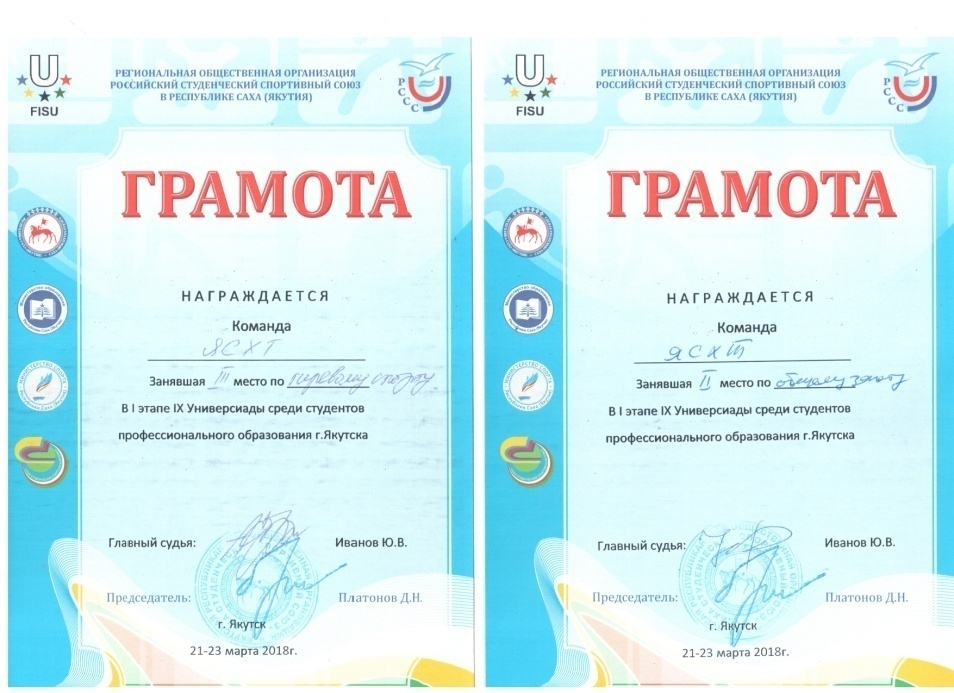 FISU
РЕГИОНАЛЬНАЯ ОБЩЕСТВЕННАЯ ОРГАНИЗАЦИЯ
РОССИЙСКИЙ СТУДЕНЧЕСКИЙ СПОРТИВНЫЙ СОЮЗ
В РЕСПУБЛИКЕ САХА (ЯКУТИЯ)
РССС
ГРАМОТА
НАГРАЖДАЕТСЯ
Команда
ЯСХТ
Занявшая III место по
В I этапе IX Универсиады среди студентов
профессионального образования г.Якутска
Главный судья: Иванов Ю.В.
Председатель: Платонов Д.Н.
г. Якутск
21-23 марта 2018г.
FISU
РЕГИОНАЛЬНАЯ ОБЩЕСТВЕННАЯ ОРГАНИЗАЦИЯ
РОССИЙСКИЙ СТУДЕНЧЕСКИЙ СПОРТИВНЫЙ СОЮЗ
В РЕСПУБЛИКЕ САХА (ЯКУТИЯ)
РССС
ГРАМОТА
НАГРАЖДАЕТСЯ
Команда
ЯСХТ
Занявшая II место по общему зачету
В I этапе IX Универсиады среди студентов
профессионального образования г.Якутска
Главный судья: Иванов Ю.В.
Председатель: Платонов Д.Н.
г. Якутск
21-23 марта 2018г.